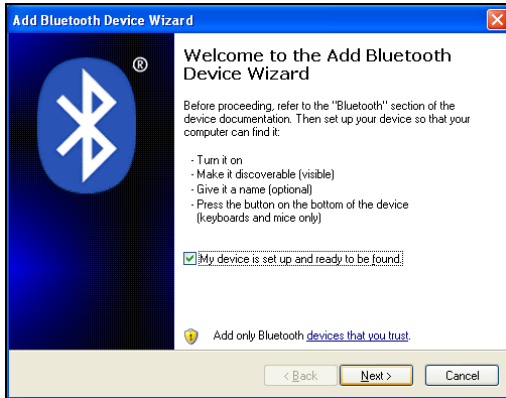 Add Bluetooth Device Wizard
®
Welcome to the Add Bluetooth
Device Wizard
Before proceeding, refer to the "Bluetooth" section of the
device documentation. Then set up your device so that your
computer can find it:
- Turn it on
- Make it discoverable (visible)
- Give it a name (optional)
- Press the button on the bottom of the device
(keyboards and mice only)
My device is set up and ready to be found.
Add only Bluetooth devices that you trust.
< Back Next > Cancel